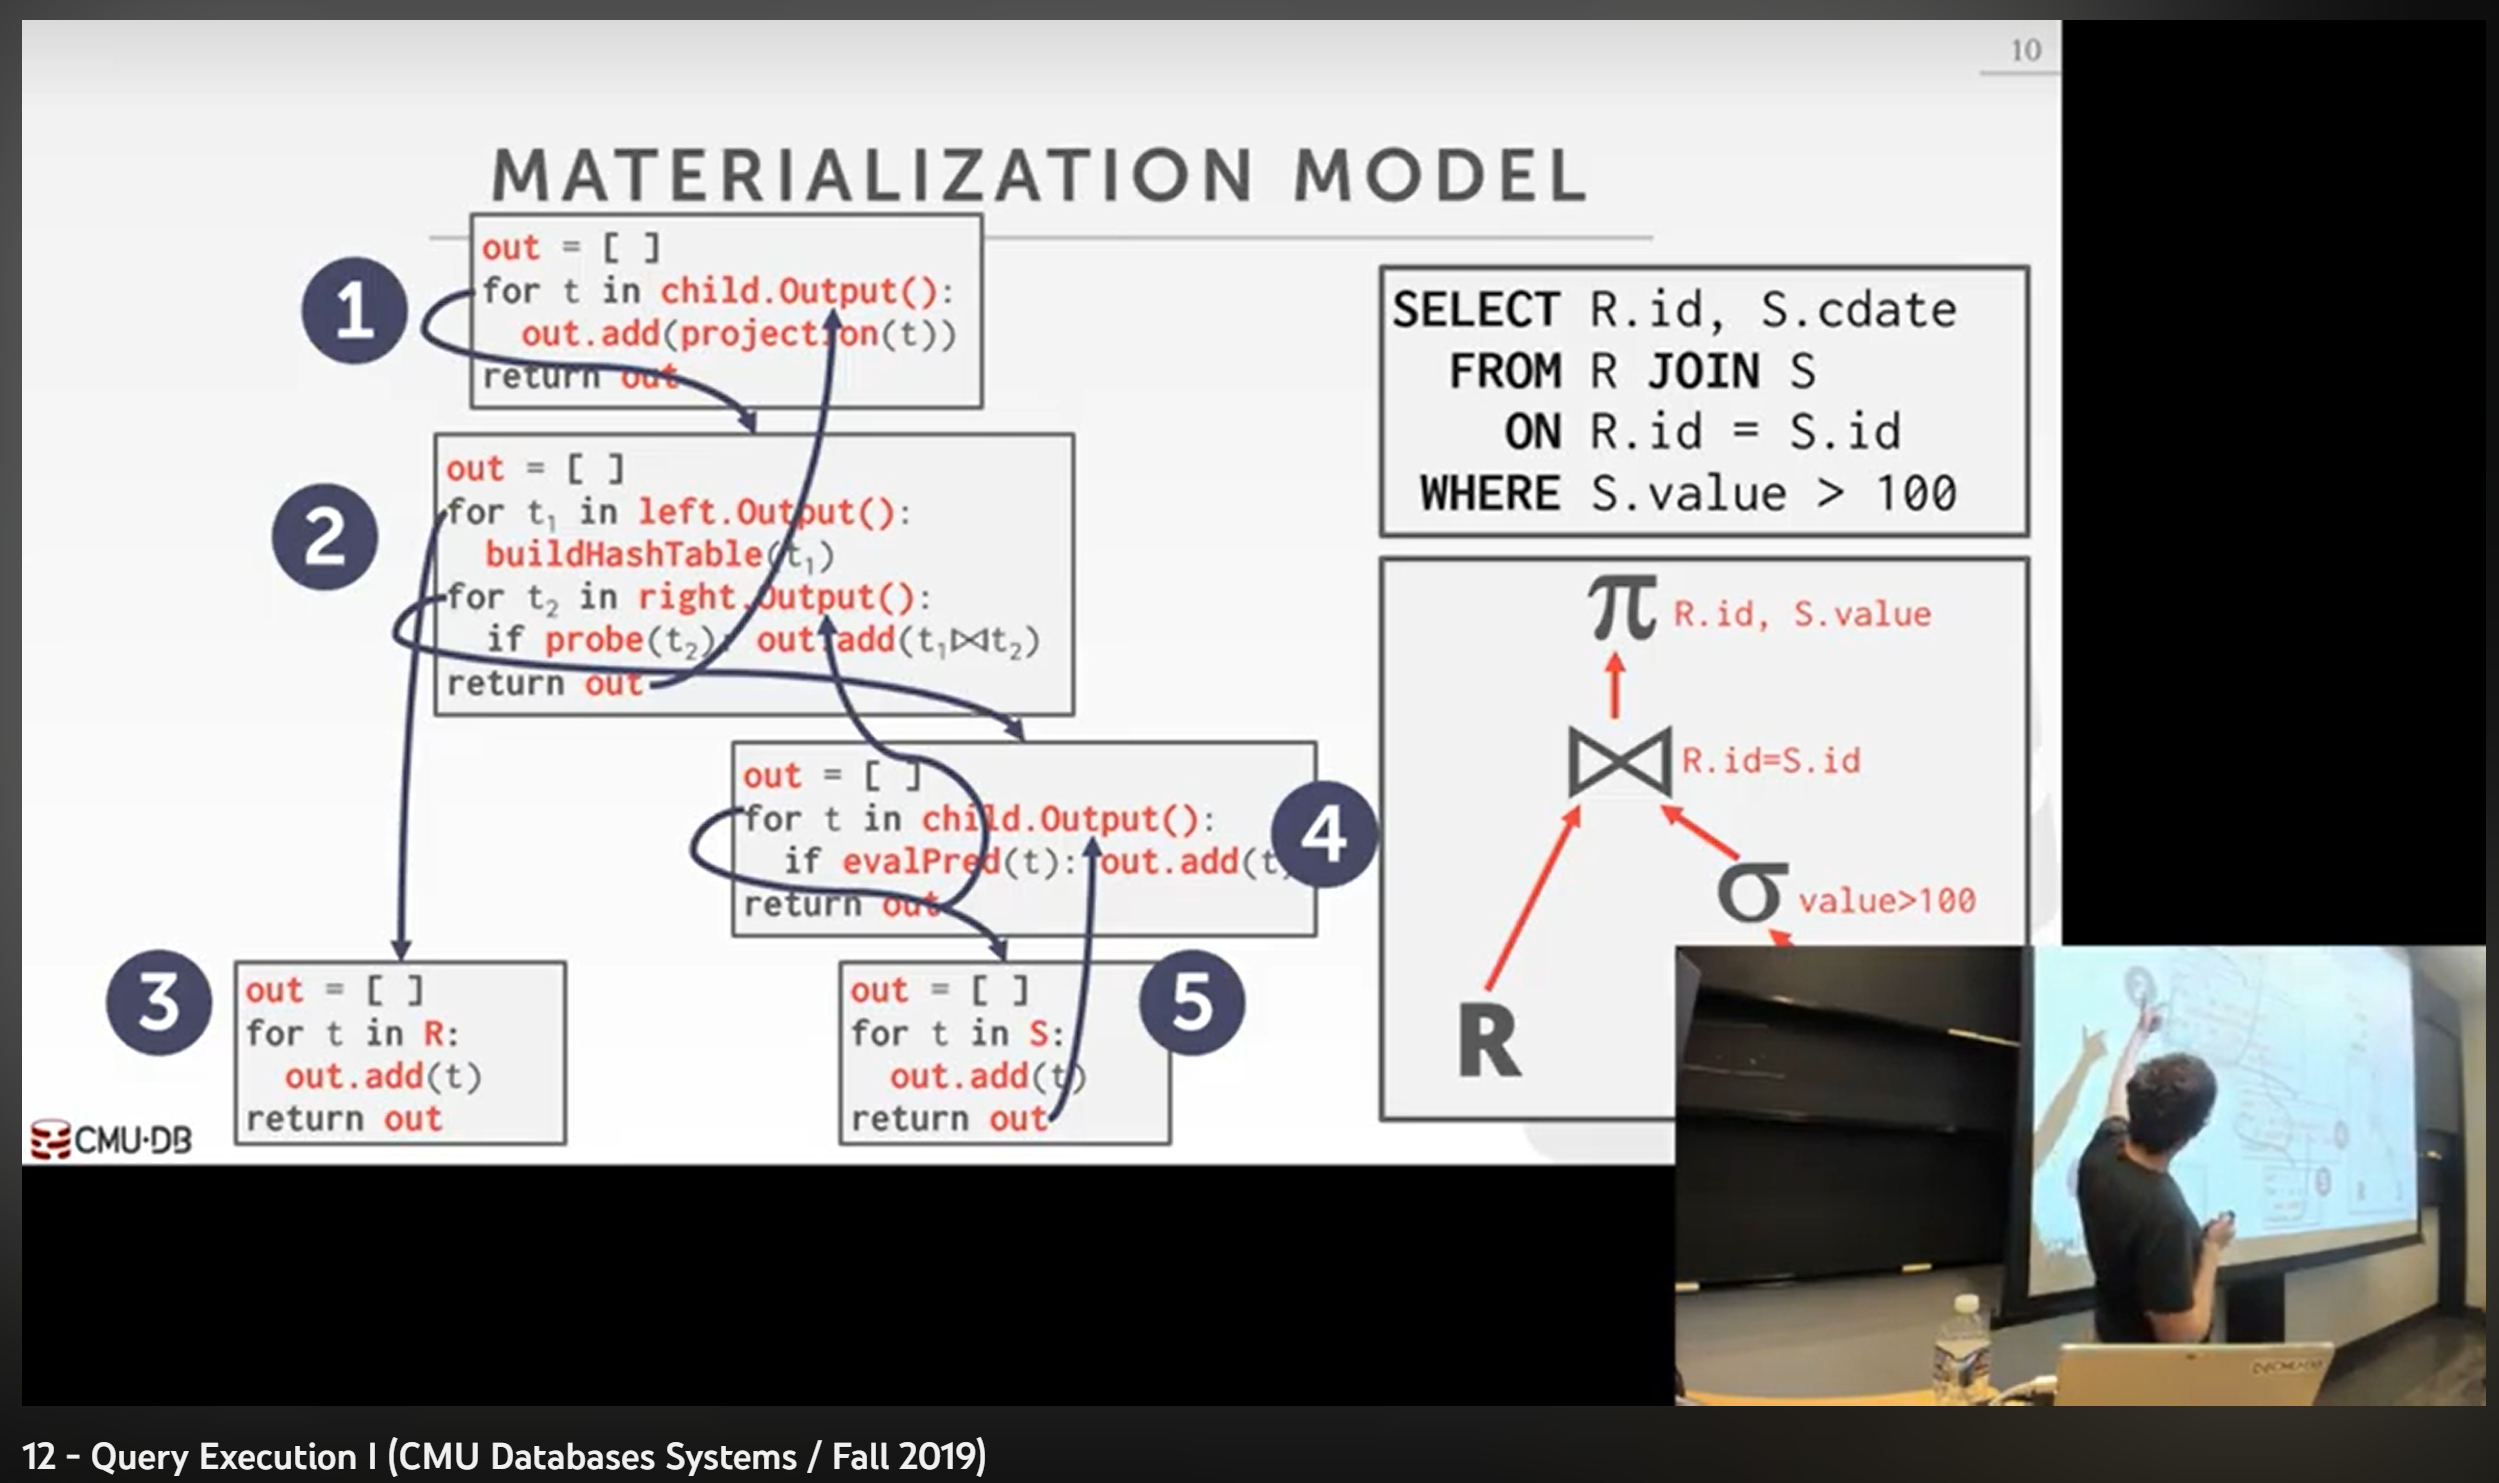 10
MATERIALIZATION MODEL
1
out = [ ]
for t in child.Output():
out.add(projection(t))
return out
2
out = [ ]
for t₁ in left.Output():
buildHashTable(t₁)
for t₂ in right.Output():
if probe(t₂): out.add(t₁⋈t₂)
return out
4
out = [ ]
for t in child.Output():
if evalPred(t): out.add(t
return out
3
out = [ ]
for t in R:
out.add(t)
return out
5
out = [ ]
for t in S:
out.add(t)
return out
SELECT R.id, S.cdate
FROM R JOIN S
ON R.id = S.id
WHERE S.value > 100
π R.id, S.value
⋈ R.id=S.id
σ value>100
R
CMU·DB
12 - Query Execution I (CMU Databases Systems / Fall 2019)